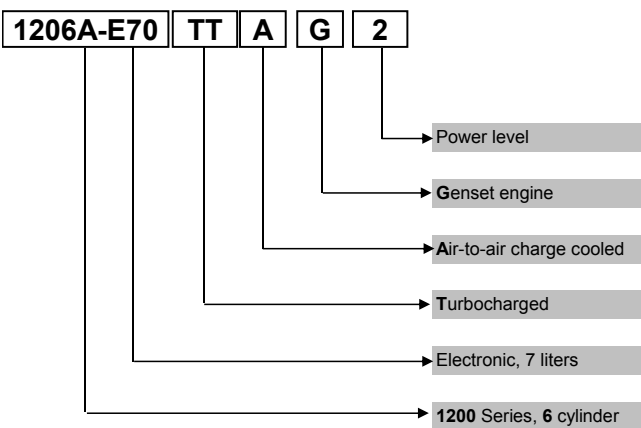 1206A-E70 TT A G 2
Power level
Genset engine
Air-to-air charge cooled
Turbocharged
Electronic, 7 liters
1200 Series, 6 cylinder